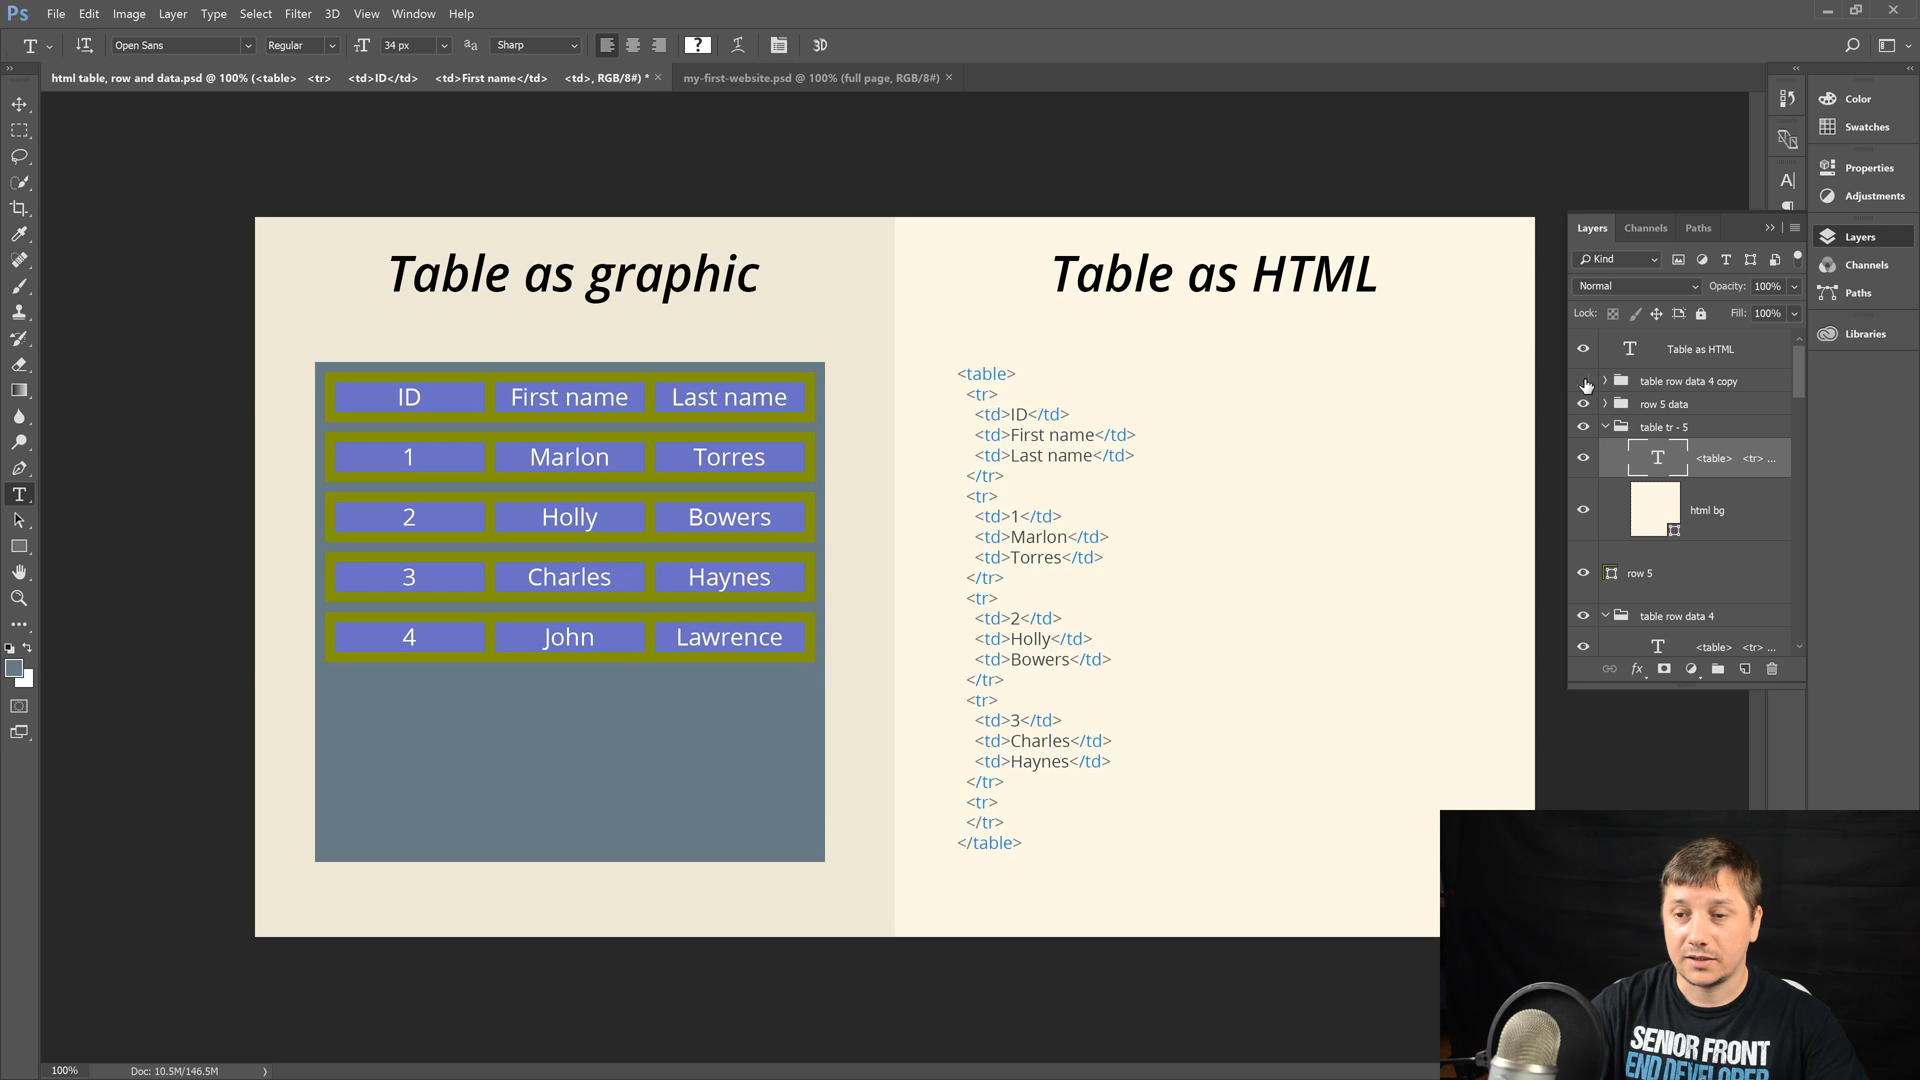 Ps File Edit Image Layer Type Select Filter 3D View Window Help
T Open Sans Regular 34 px Sharp ? 3D
html table, row and data.psd @ 100% (<table> <tr> <td>ID</td> <td>First name</td> <td>, RGB/8#) *
my-first-website.psd @ 100% (full page, RGB/8#)
Table as graphic
ID First name Last name
1 Marlon Torres
2 Holly Bowers
3 Charles Haynes
4 John Lawrence
Table as HTML
<table>
<tr>
<td>ID</td>
<td>First name</td>
<td>Last name</td>
</tr>
<tr>
<td>1</td>
<td>Marlon</td>
<td>Torres</td>
</tr>
<tr>
<td>2</td>
<td>Holly</td>
<td>Bowers</td>
</tr>
<tr>
<td>3</td>
<td>Charles</td>
<td>Haynes</td>
</tr>
<tr>
</tr>
</table>
Layers Channels Paths
Kind
Normal Opacity: 100%
Lock: Fill: 100%
Table as HTML
table row data 4 copy
row 5 data
table tr - 5
<table> <tr> ...
html bg
row 5
table row data 4
<table> <tr> ...
fx
Color
Swatches
Properties
Adjustments
Layers
Channels
Paths
Libraries
SENIOR FRONT
END DEVELOPER
100% Doc: 10.5M/146.5M